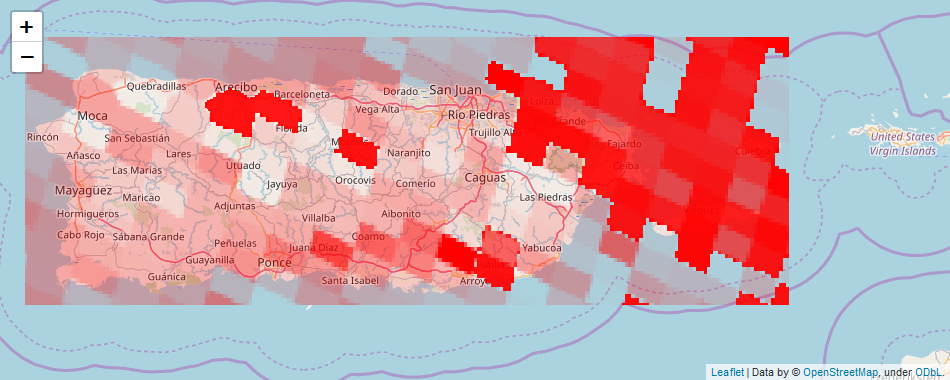 +
−
Quebradillas
Arecibo
Barceloneta
Dorado
San Juan
Moca
Vega Alta
Río Piedras
Loíza
Rincón
San Sebastián
Florida
Trujillo Alt
Fajardo
United States
Virgin Islands
Añasco
Lares
Naranjito
Culebra
Las Marías
Utuado
Orocovis
Comerío
Caguas
Ceiba
Mayagüez
Maricao
Jayuya
Las Piedras
Hormigueros
Adjuntas
Villalba
Aibonito
Cabo Rojo
Sábana Grande
Peñuelas
Juana Díaz
Coamo
Yabucoa
Guayanilla
Ponce
Guánica
Santa Isabel
Arroy
Leaflet | Data by © OpenStreetMap, under ODbL.